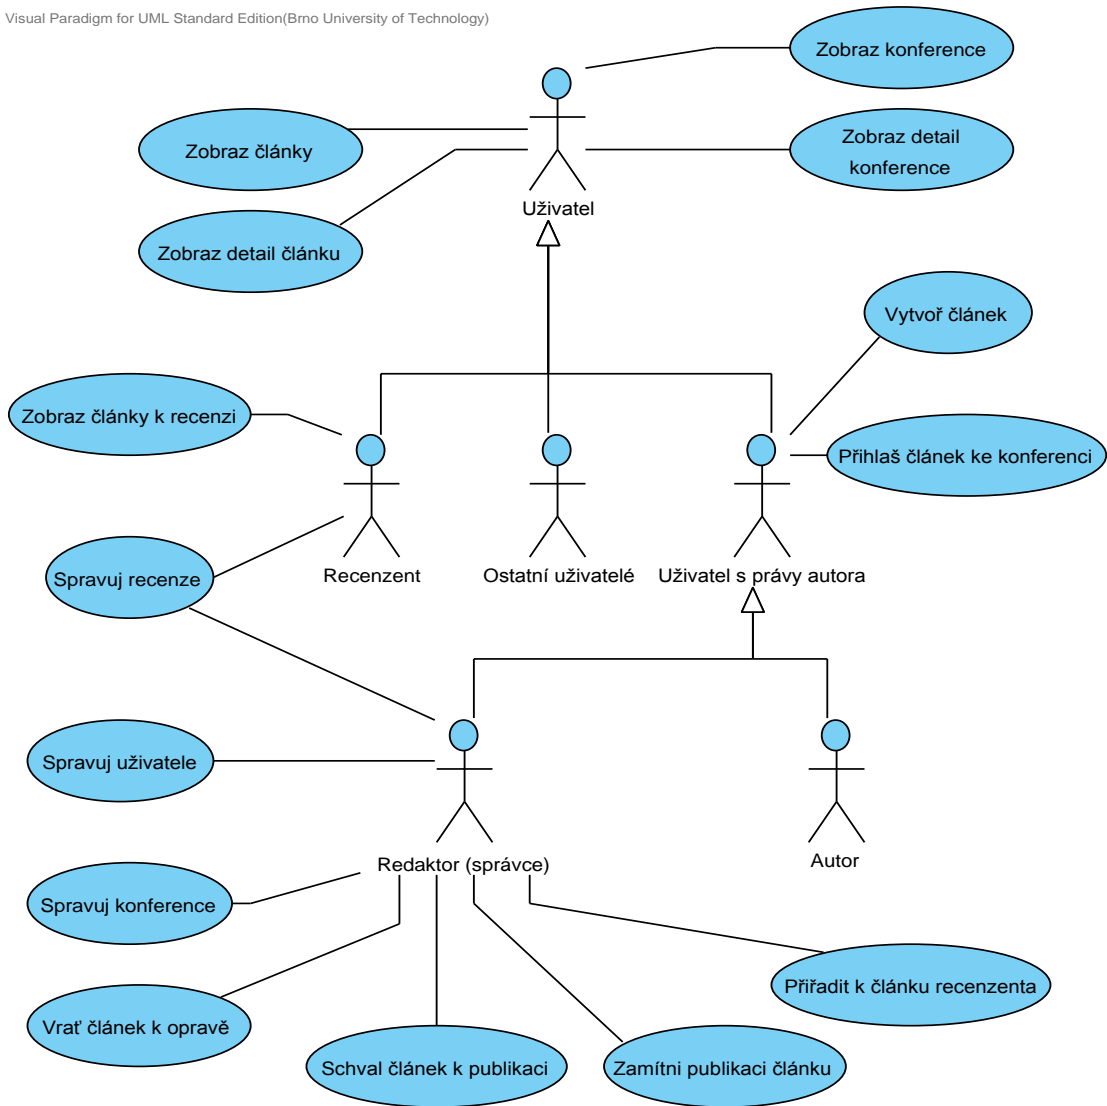 Visual Paradigm for UML Standard Edition(Brno University of Technology)
Zobraz konference
Zobraz články
Zobraz detail
konference
Uživatel
Zobraz detail článku
Vytvoř článek
Zobraz články k recenzi
Přihlaš článek ke konferenci
Spravuj recenze
Recenzent
Ostatní uživatelé
Uživatel s právy autora
Spravuj uživatele
Redaktor (správce)
Autor
Spravuj konference
Přiřadit k článku recenzenta
Vrať článek k opravě
Schval článek k publikaci
Zamítni publikaci článku